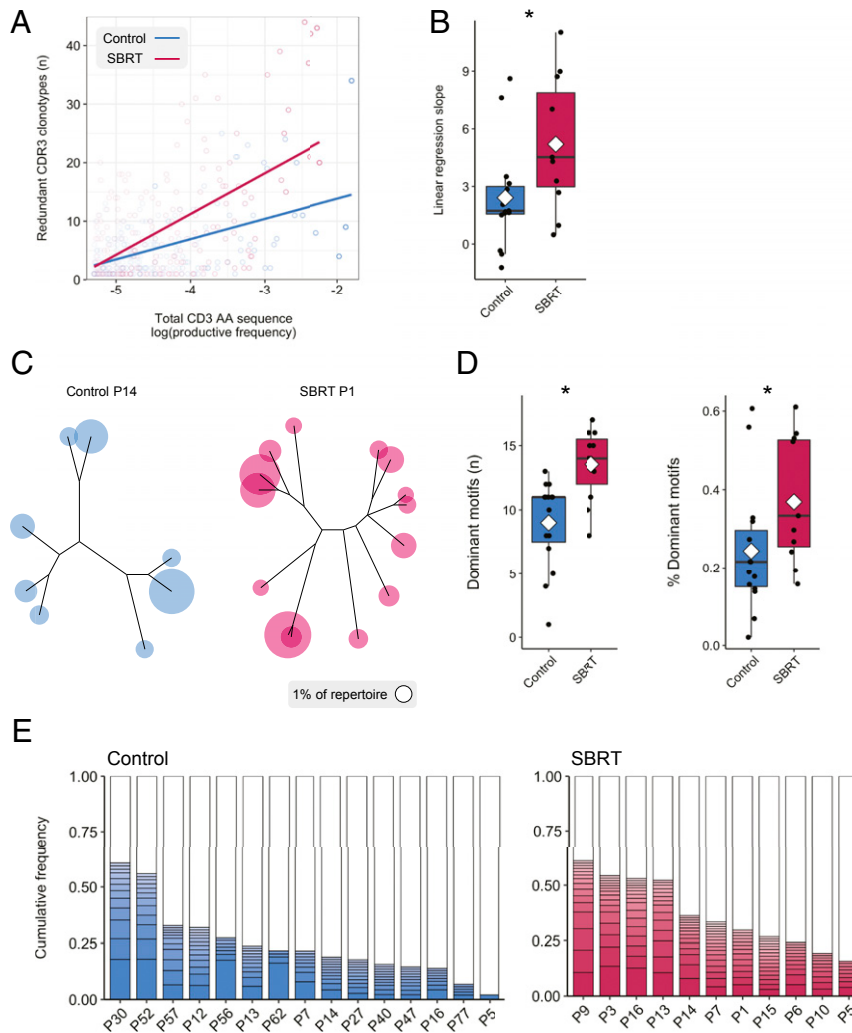 A
Control
SBRT
Redundant CDR3 clonotypes (n)
40
30
20
10
0
-5
-4
-3
-2
Total CD3 AA sequence
log(productive frequency)
B
*
Linear regression slope
9
6
3
0
Control
SBRT
C
Control P14
SBRT P1
1% of repertoire
D
*
Dominant motifs (n)
15
10
5
0
Control
SBRT
*
% Dominant motifs
0.6
0.4
0.2
0.0
Control
SBRT
E
Control
Cumulative frequency
1.00
0.75
0.50
0.25
0.00
P30 P52 P57 P12 P56 P13 P62 P7 P14 P27 P40 P47 P16 P77 P5
SBRT
1.00
0.75
0.50
0.25
0.00
P9 P3 P16 P13 P14 P7 P1 P15 P6 P10 P5